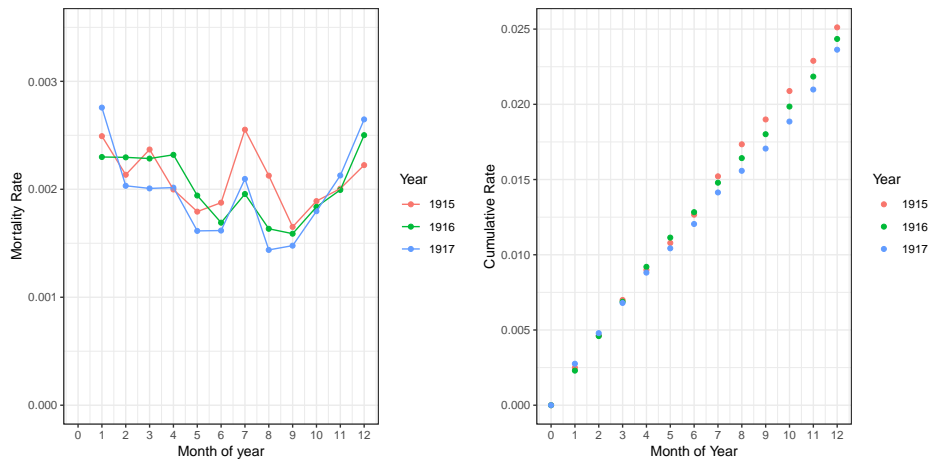 0.003
0.002
0.001
0.000
Mortality Rate
0 1 2 3 4 5 6 7 8 9 10 11 12
Month of year
Year
1915
1916
1917
0.025
0.020
0.015
0.010
0.005
0.000
Cumulative Rate
0 1 2 3 4 5 6 7 8 9 10 11 12
Month of Year
Year
1915
1916
1917